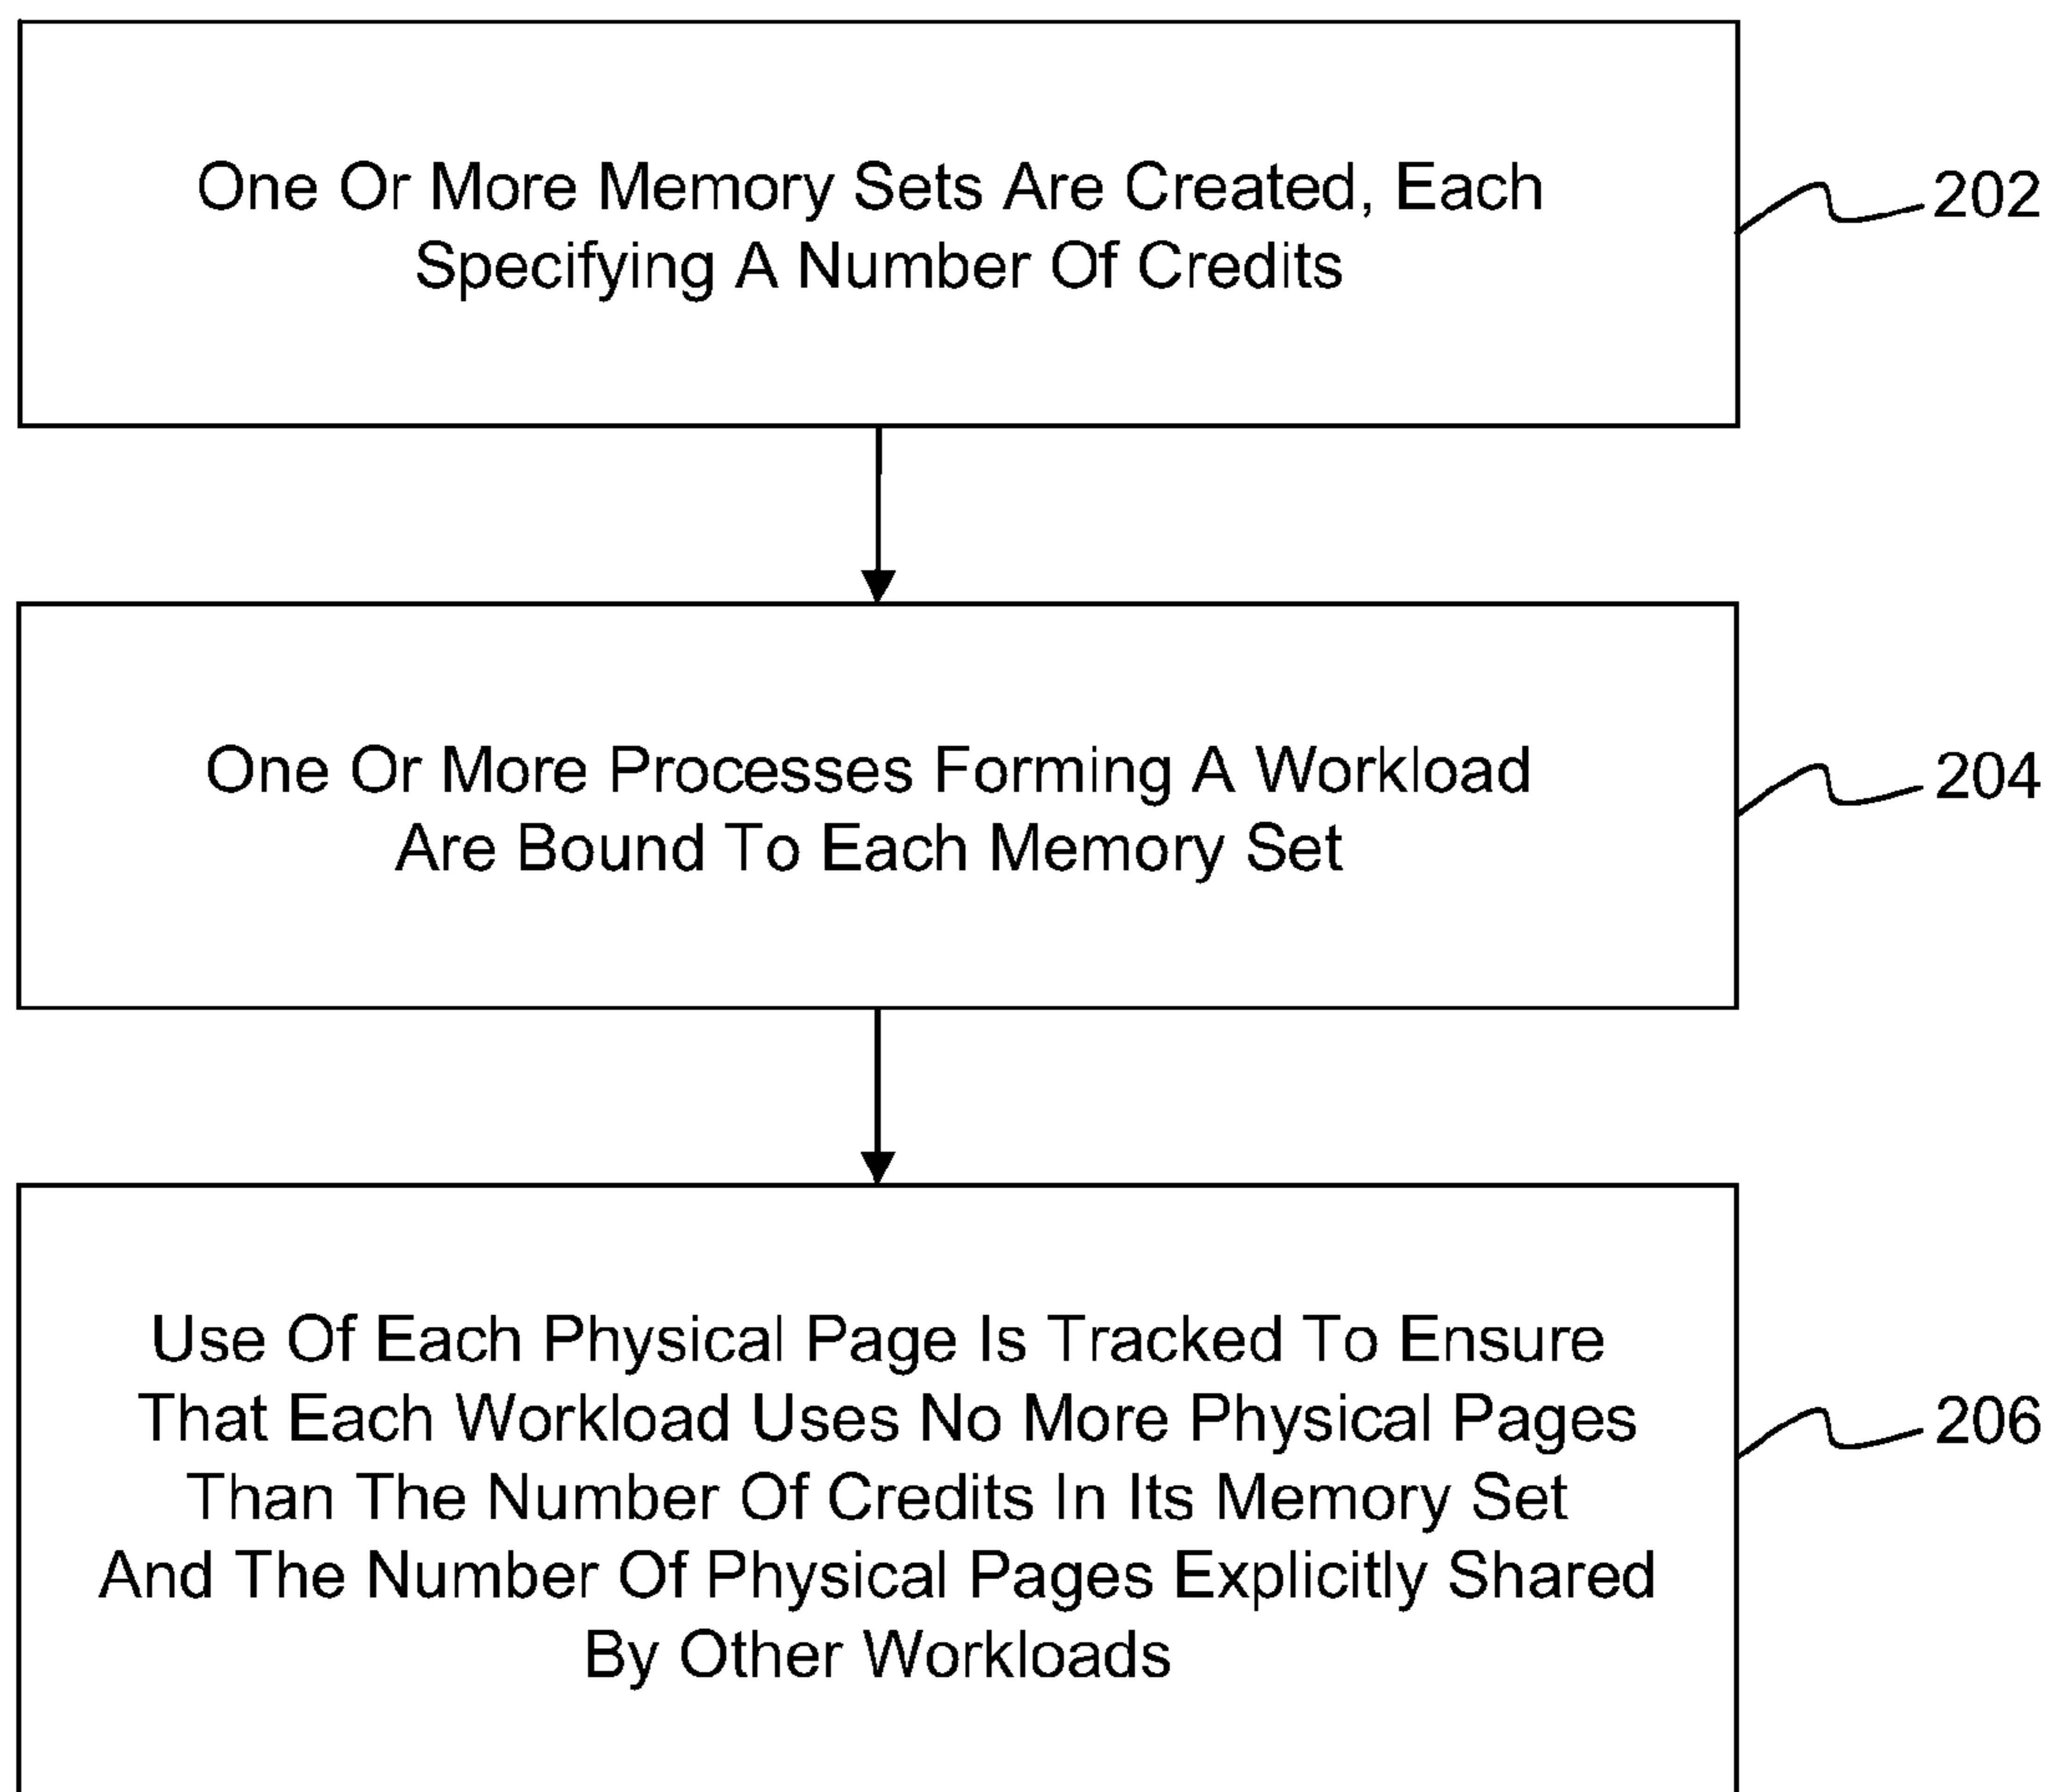 One Or More Memory Sets Are Created, Each
Specifying A Number Of Credits
202
One Or More Processes Forming A Workload
Are Bound To Each Memory Set
204
Use Of Each Physical Page Is Tracked To Ensure
That Each Workload Uses No More Physical Pages
Than The Number Of Credits In Its Memory Set
And The Number Of Physical Pages Explicitly Shared
By Other Workloads
206